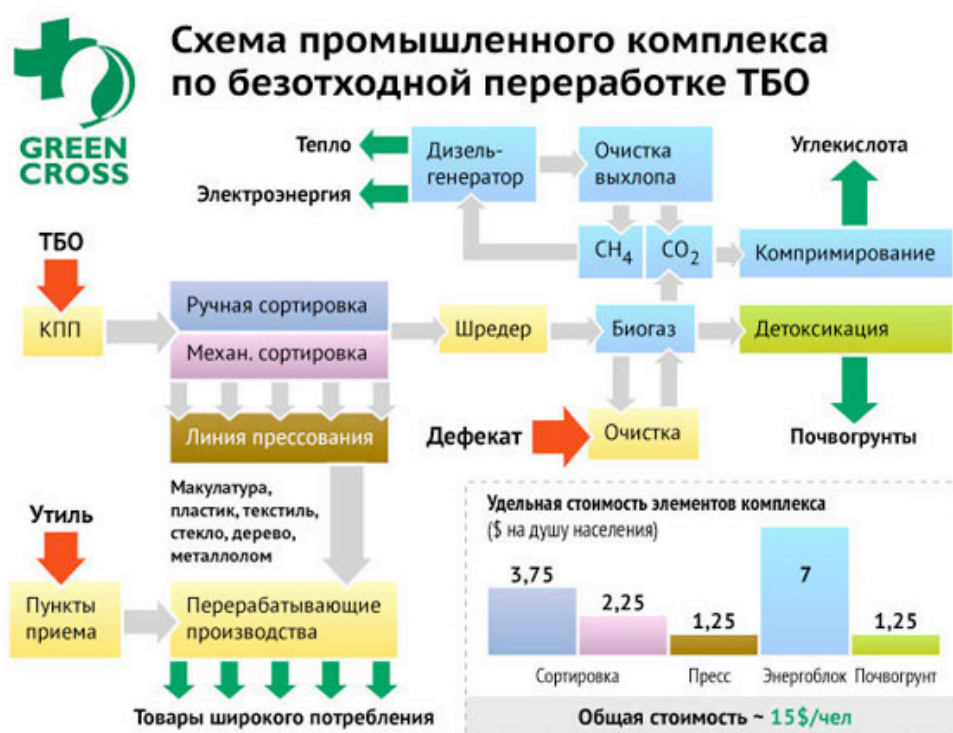 Схема промышленного комплекса
по безотходной переработке ТБО
GREEN
CROSS
Тепло
Электроэнергия
Дизель-
генератор
Очистка
выхлопа
Углекислота
ТБО
CH4
CO2
Компримирование
КПП
Ручная сортировка
Механ. сортировка
Шредер
Биогаз
Детоксикация
Линия прессования
Дефекат
Очистка
Почвогрунты
Макулатура,
пластик, текстиль,
стекло, дерево,
металлолом
Утиль
Пункты
приема
Перерабатывающие
производства
Товары широкого потребления
Удельная стоимость элементов комплекса
($ на душу населения)
3,75
2,25
1,25
7
1,25
Сортировка
Пресс
Энергоблок
Почвогрунт
Общая стоимость ~ 15$/чел